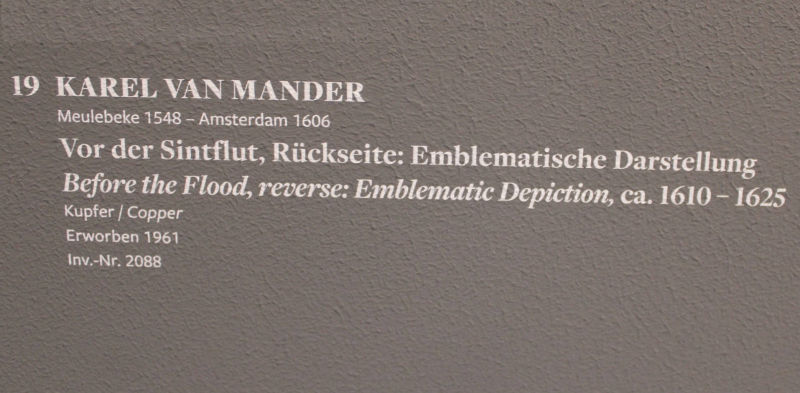 19 KAREL VAN MANDER
Meulebeke 1548 – Amsterdam 1606
Vor der Sintflut, Rückseite: Emblematische Darstellung
Before the Flood, reverse: Emblematic Depiction, ca. 1610 – 1625
Kupfer / Copper
Erworben 1961
Inv.-Nr. 2088